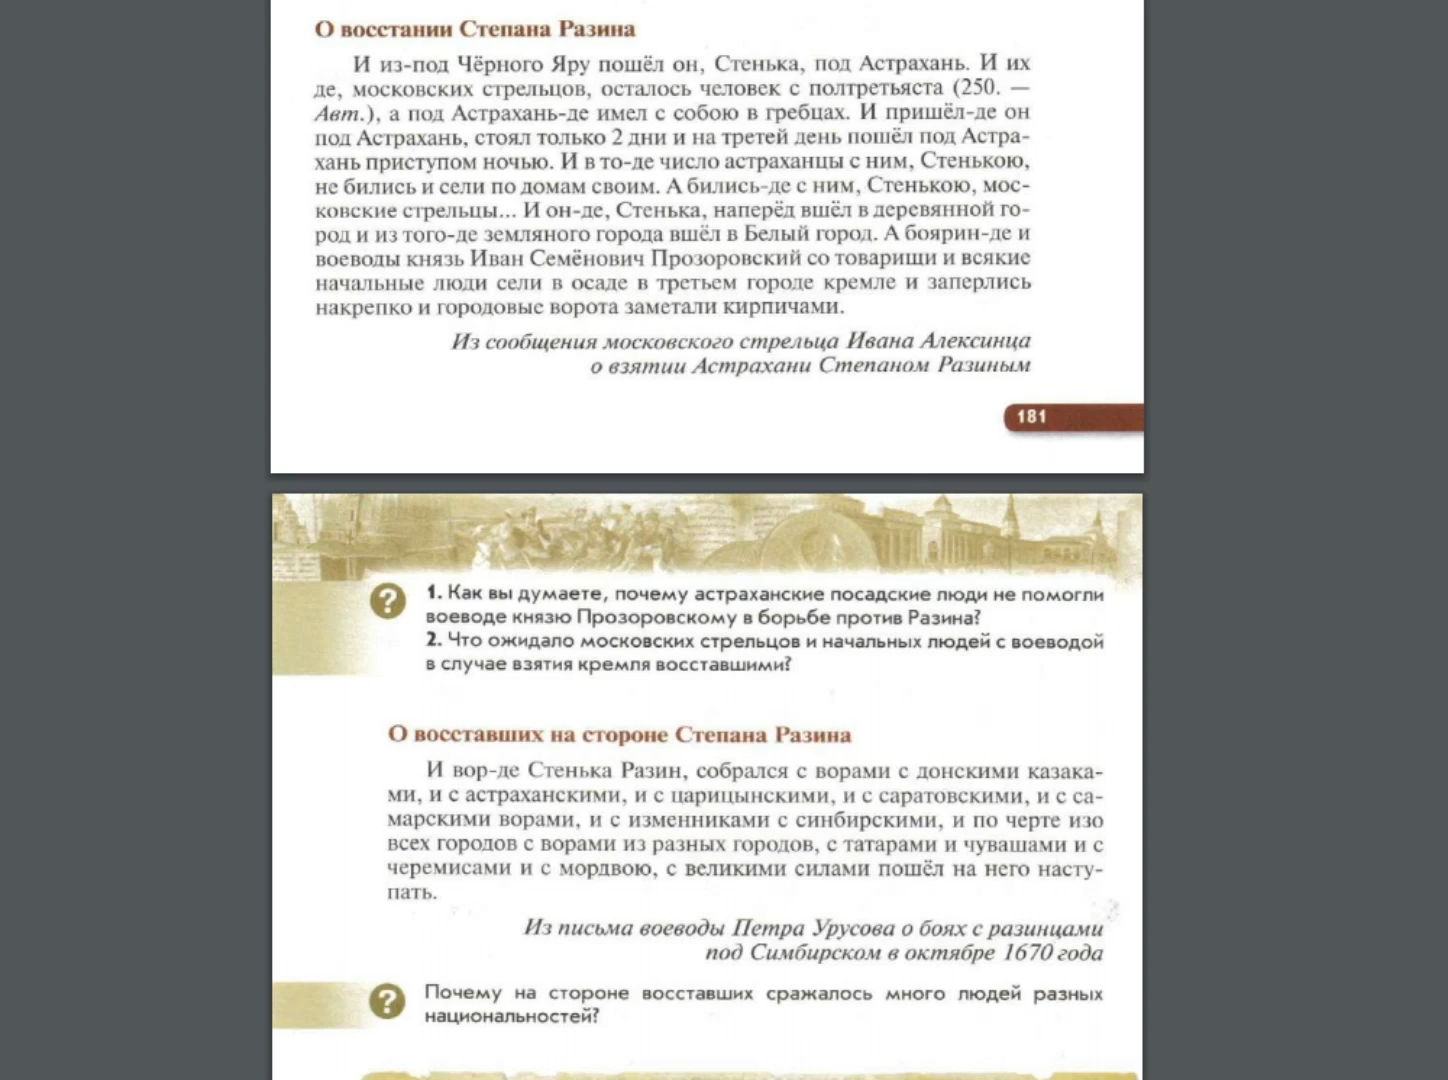 О восстании Степана Разина
И из-под Чёрного Яру пошёл он, Стенька, под Астрахань. И их
де, московских стрельцов, осталось человек с полтретьяста (250. —
Авт.), а под Астрахань-де имел с собою в гребцах. И пришёл-де он
под Астрахань, стоял только 2 дни и на третей день пошёл под Астра-
хань приступом ночью. И в то-де число астраханцы с ним, Стенькою,
не бились и сели по домам своим. А бились-де с ним, Стенькою, мос-
ковские стрельцы... И он-де, Стенька, наперёд вшёл в деревянной го-
род и из того-де земляного города вшёл в Белый город. А боярин-де и
воеводы князь Иван Семёнович Прозоровский со товарищи и всякие
начальные люди сели в осаде в третьем городе кремле и заперлись
накрепко и городовые ворота заметали кирпичами.
Из сообщения московского стрельца Ивана Алексинца
о взятии Астрахани Степаном Разиным
181
? 1. Как вы думаете, почему астраханские посадские люди не помогли
воеводе князю Прозоровскому в борьбе против Разина?
2. Что ожидало московских стрельцов и начальных людей с воеводой
в случае взятия кремля восставшими?
О восставших на стороне Степана Разина
И вор-де Стенька Разин, собрался с ворами с донскими казака-
ми, и с астраханскими, и с царицынскими, и с саратовскими, и с са-
марскими ворами, и с изменниками с синбирскими, и по черте изо
всех городов с ворами из разных городов, с татарами и чувашами и с
черемисами и с мордвою, с великими силами пошёл на него насту-
пать.
Из письма воеводы Петра Урусова о боях с разинцами
под Симбирском в октябре 1670 года
? Почему на стороне восставших сражалось много людей разных
национальностей?